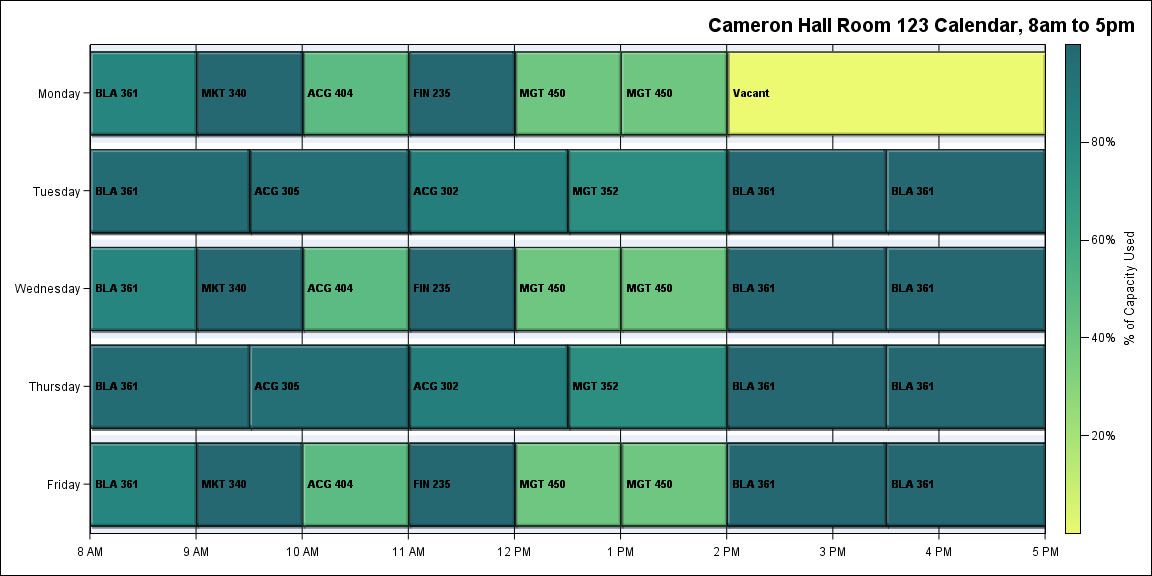 Cameron Hall Room 123 Calendar, 8am to 5pm
Monday
BLA 361
MKT 340
ACG 404
FIN 235
MGT 450
MGT 450
Vacant
Tuesday
BLA 361
ACG 305
ACG 302
MGT 352
BLA 361
BLA 361
Wednesday
BLA 361
MKT 340
ACG 404
FIN 235
MGT 450
MGT 450
BLA 361
BLA 361
Thursday
BLA 361
ACG 305
ACG 302
MGT 352
BLA 361
BLA 361
Friday
BLA 361
MKT 340
ACG 404
FIN 235
MGT 450
MGT 450
BLA 361
BLA 361
8 AM
9 AM
10 AM
11 AM
12 PM
1 PM
2 PM
3 PM
4 PM
5 PM
80%
60%
40%
20%
% of Capacity Used